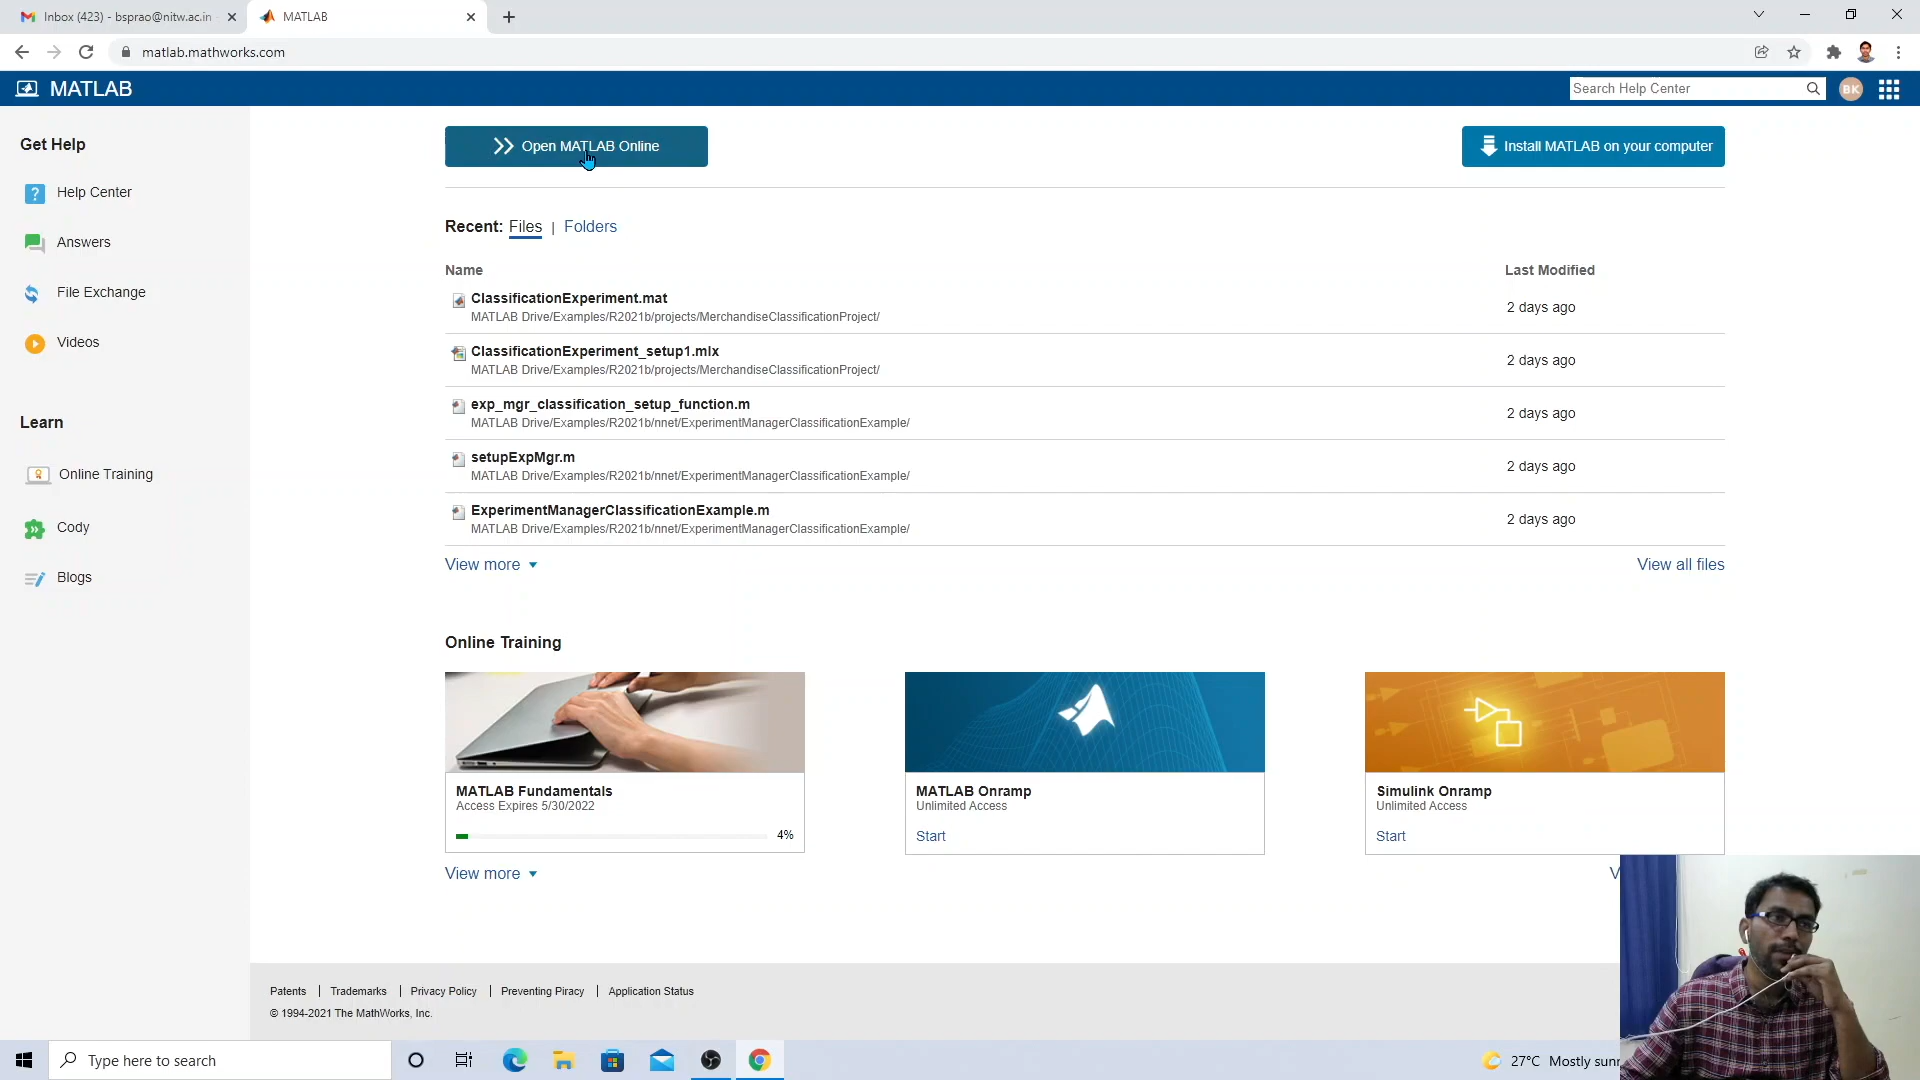 Inbox (423) - bsprao@nitw.ac.in
MATLAB
matlab.mathworks.com
MATLAB
Search Help Center
BK
Get Help
Help Center
Answers
File Exchange
Videos
Learn
Online Training
Cody
Blogs
Open MATLAB Online
Install MATLAB on your computer
Recent: Files | Folders
Name
Last Modified
ClassificationExperiment.mat
MATLAB Drive/Examples/R2021b/projects/MerchandiseClassificationProject/
2 days ago
ClassificationExperiment_setup1.mlx
MATLAB Drive/Examples/R2021b/projects/MerchandiseClassificationProject/
2 days ago
exp_mgr_classification_setup_function.m
MATLAB Drive/Examples/R2021b/nnet/ExperimentManagerClassificationExample/
2 days ago
setupExpMgr.m
MATLAB Drive/Examples/R2021b/nnet/ExperimentManagerClassificationExample/
2 days ago
ExperimentManagerClassificationExample.m
MATLAB Drive/Examples/R2021b/nnet/ExperimentManagerClassificationExample/
2 days ago
View more
View all files
Online Training
MATLAB Fundamentals
Access Expires 5/30/2022
4%
MATLAB Onramp
Unlimited Access
Start
Simulink Onramp
Unlimited Access
Start
View more
Patents | Trademarks | Privacy Policy | Preventing Piracy | Application Status
© 1994-2021 The MathWorks, Inc.
Type here to search
27°C Mostly sunn